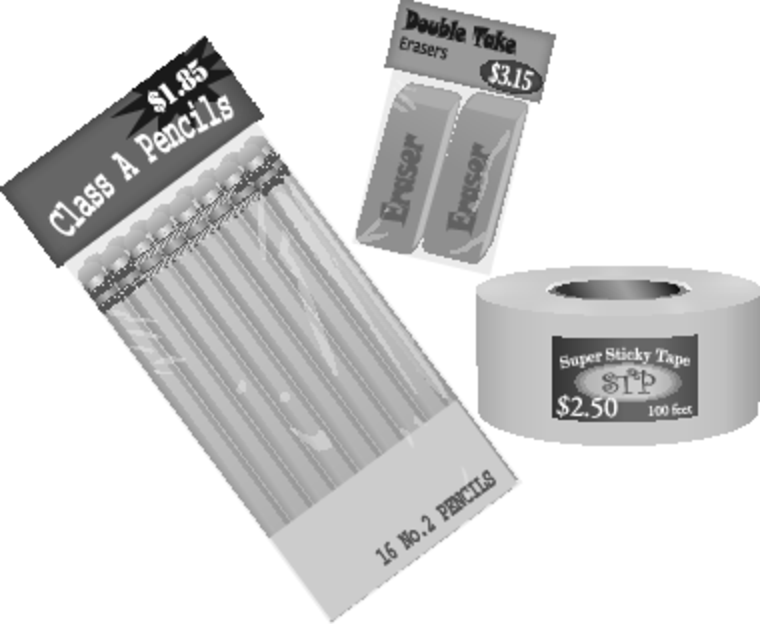 $1.85
Class A Pencils
16 No.2 PENCILS
Double Take
Erasers
$3.15
Eraser
Eraser
Super Sticky Tape
STP
$2.50
100 feet